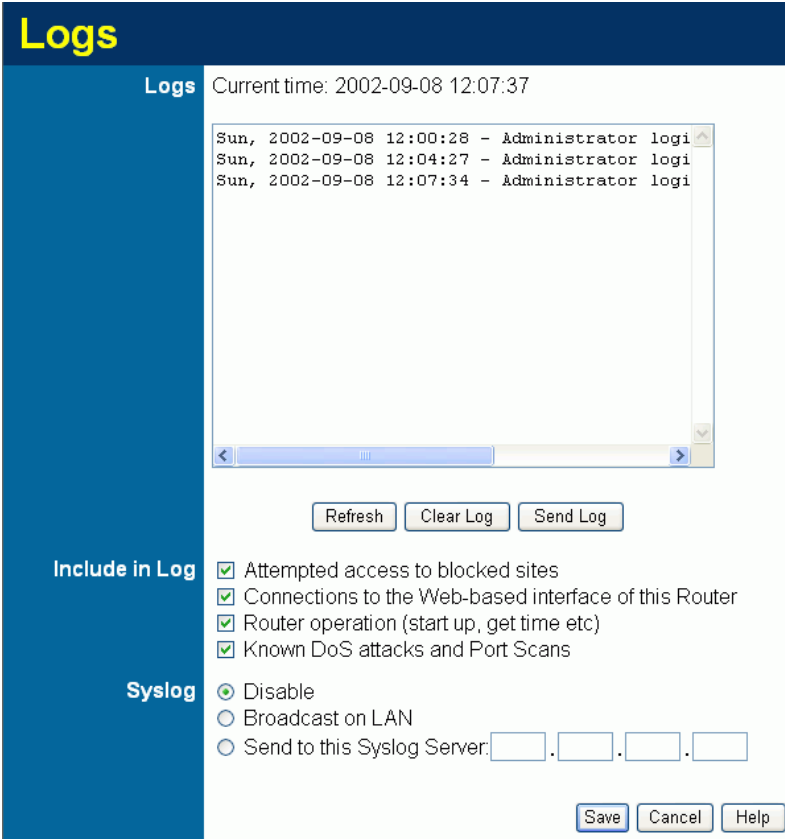 Logs
Logs Current time: 2002-09-08 12:07:37
Sun, 2002-09-08 12:00:28 - Administrator logi
Sun, 2002-09-08 12:04:27 - Administrator logi
Sun, 2002-09-08 12:07:34 - Administrator logi
Refresh Clear Log Send Log
Include in Log Attempted access to blocked sites
Connections to the Web-based interface of this Router
Router operation (start up, get time etc)
Known DoS attacks and Port Scans
Syslog Disable
Broadcast on LAN
Send to this Syslog Server: . . .
Save Cancel Help